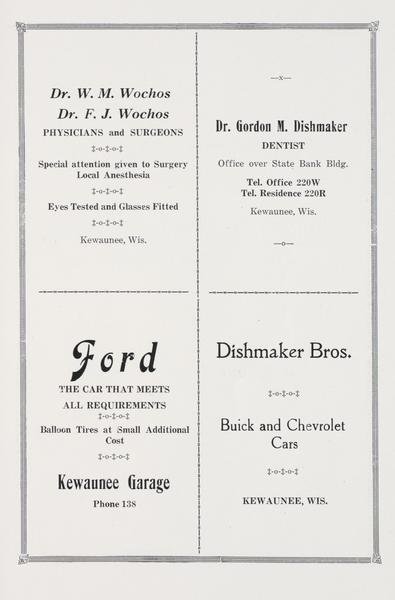 Dr. W. M. Wochos
Dr. F. J. Wochos
PHYSICIANS and SURGEONS
‡-o-‡-o-‡
Special attention given to Surgery
Local Anesthesia
‡-o-‡-o-‡
Eyes Tested and Glasses Fitted
‡-o-‡-o-‡
Kewaunee, Wis.
—x—
Dr. Gordon M. Dishmaker
DENTIST
Office over State Bank Bldg.
Tel. Office 220W
Tel. Residence 220R
Kewaunee, Wis.
—o—
Ford
THE CAR THAT MEETS
ALL REQUIREMENTS
‡-o-‡-o-‡
Balloon Tires at Small Additional
Cost
‡-o-‡-o-‡
Kewaunee Garage
Phone 138
Dishmaker Bros.
‡-o-‡-o-‡
Buick and Chevrolet
Cars
‡-o-‡-o-‡
KEWAUNEE, WIS.